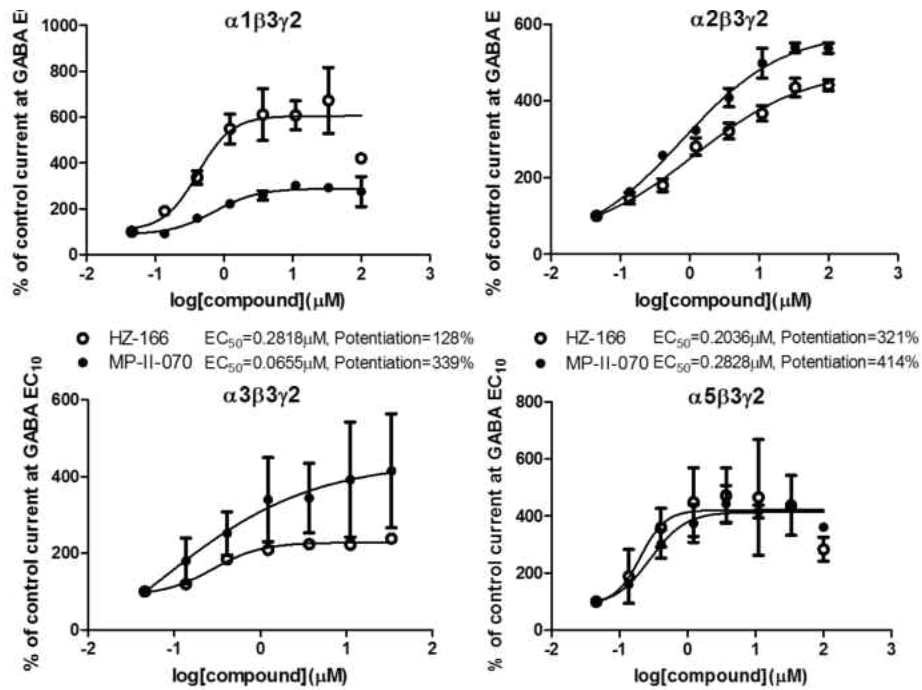 α1β3γ2
% of control current at GABA E
1000
800
600
400
200
0
-2
-1
0
1
2
3
log[compound](µM)
α2β3γ2
% of control current at GABA E
600
400
200
0
-2
-1
0
1
2
3
log[compound](µM)
HZ-166 EC50=0.2818µM, Potentiation=128%
MP-II-070 EC50=0.0655µM, Potentiation=339%
HZ-166 EC50=0.2036µM, Potentiation=321%
MP-II-070 EC50=0.2828µM, Potentiation=414%
α3β3γ2
% of control current at GABA EC10
600
400
200
0
-2
-1
0
1
2
log[compound](µM)
α5β3γ2
% of control current at GABA EC10
800
600
400
200
0
-2
-1
0
1
2
3
log[compound](µM)